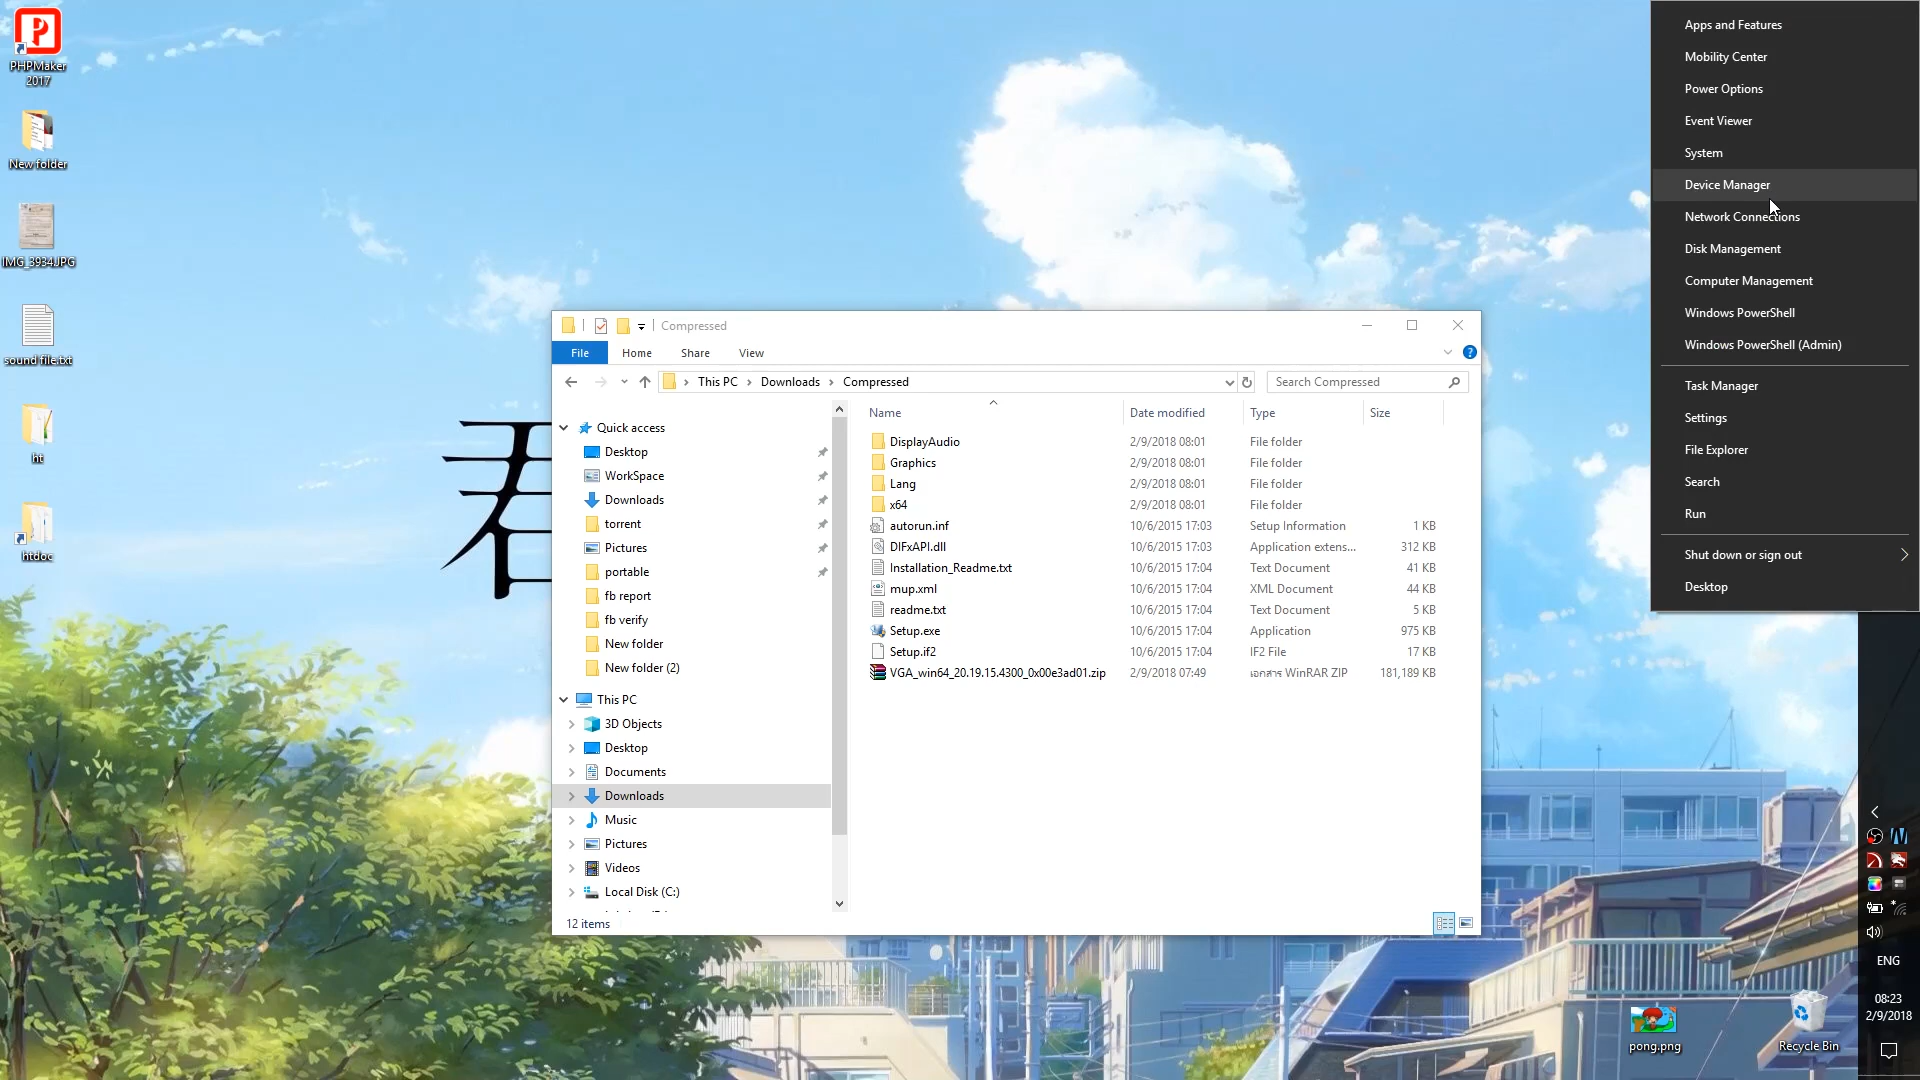 PHPMaker
2017
New folder
IMG_3934.JPG
sound file.txt
ht
htdoc
君
Compressed
File
Home
Share
View
This PC
Downloads
Compressed
Search Compressed
Quick access
Desktop
WorkSpace
Downloads
torrent
Pictures
portable
fb report
fb verify
New folder
New folder (2)
This PC
3D Objects
Desktop
Documents
Downloads
Music
Pictures
Videos
Local Disk (C:)
Name Date modified Type Size
DisplayAudio 2/9/2018 08:01 File folder
Graphics 2/9/2018 08:01 File folder
Lang 2/9/2018 08:01 File folder
x64 2/9/2018 08:01 File folder
autorun.inf 10/6/2015 17:03 Setup Information 1 KB
DIFxAPI.dll 10/6/2015 17:03 Application extens... 312 KB
Installation_Readme.txt 10/6/2015 17:04 Text Document 41 KB
mup.xml 10/6/2015 17:04 XML Document 44 KB
readme.txt 10/6/2015 17:04 Text Document 5 KB
Setup.exe 10/6/2015 17:04 Application 975 KB
Setup.if2 10/6/2015 17:04 IF2 File 17 KB
VGA_win64_20.19.15.4300_0x00e3ad01.zip 2/9/2018 07:49 เอกสาร WinRAR ZIP 181,189 KB
12 items
Apps and Features
Mobility Center
Power Options
Event Viewer
System
Device Manager
Network Connections
Disk Management
Computer Management
Windows PowerShell
Windows PowerShell (Admin)
Task Manager
Settings
File Explorer
Search
Run
Shut down or sign out
Desktop
pong.png
Recycle Bin
ENG
08:23
2/9/2018